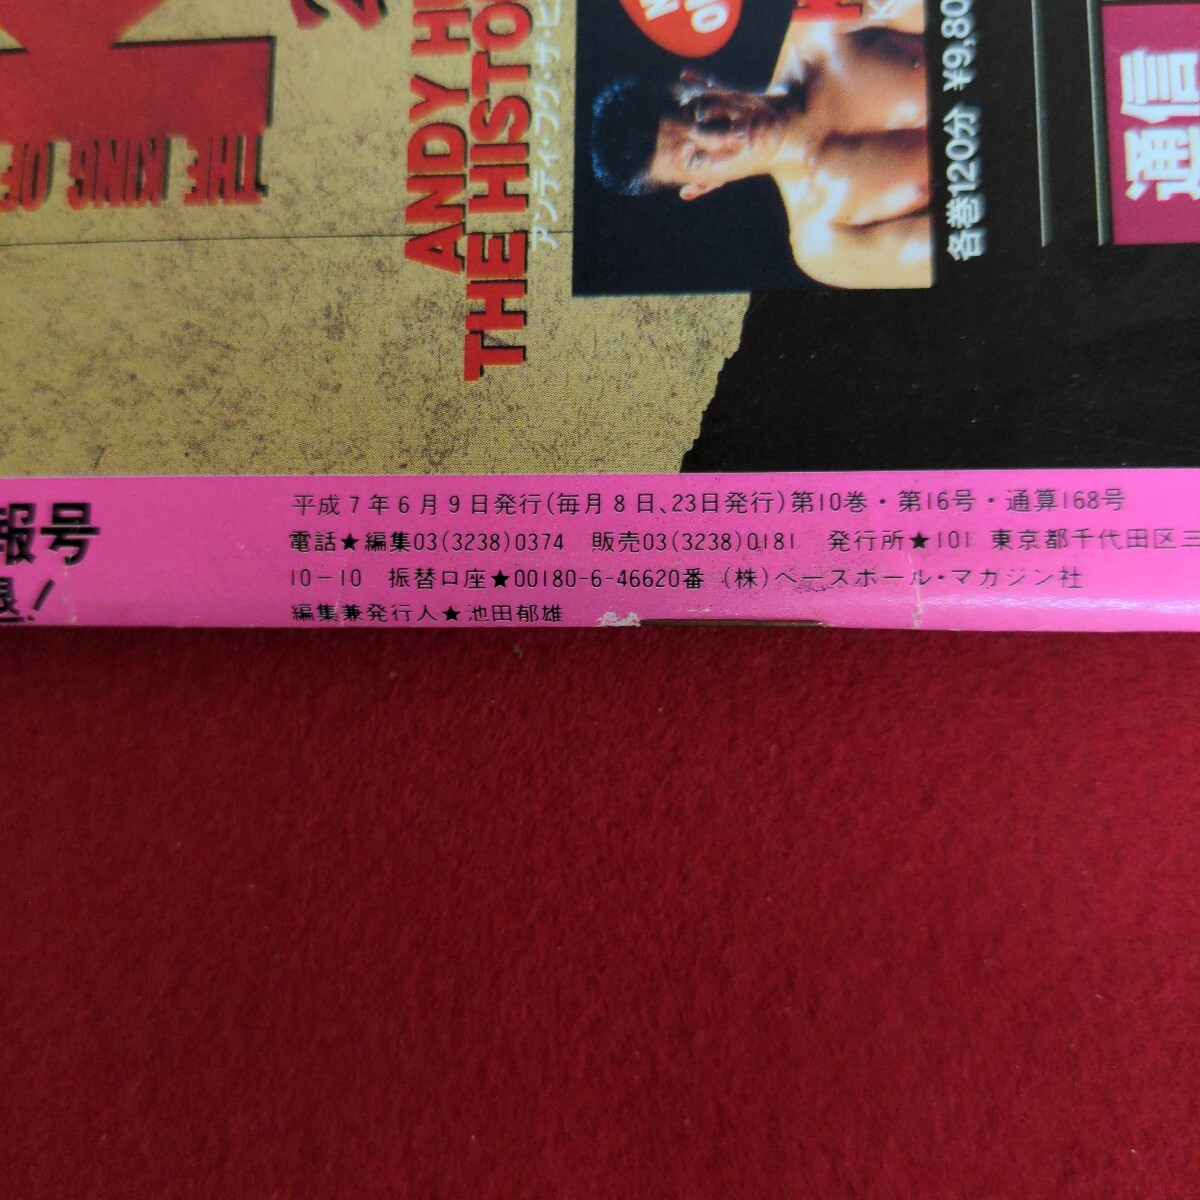 THE KING OF
ANDY
THE HISTO
アンディ・フグ・ザ・ヒ
各巻120分 ¥9,80
通信
報号
平成7年6月9日発行(毎月8日、23日発行)第10巻・第16号・通算168号
電話★編集03(3238)0374 販売03(3238)0181 発行所★101 東京都千代田区三
10-10 振替口座★00180-6-46620番 (株)ベースボール・マガジン社
編集兼発行人★池田郁雄